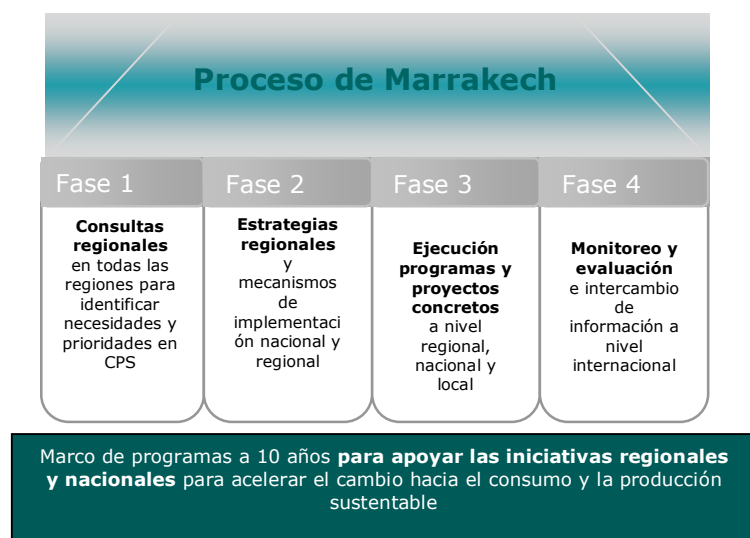 Proceso de Marrakech
Fase 1
Consultas
regionales
en todas las
regiones para
identificar
necesidades y
prioridades en
CPS
Fase 2
Estrategias
regionales
y
mecanismos
de
implementaci
ón nacional y
regional
Fase 3
Ejecución
programas y
proyectos
concretos
a nivel
regional,
nacional y
local
Fase 4
Monitoreo y
evaluación
e intercambio
de
información a
nivel
internacional
Marco de programas a 10 años para apoyar las iniciativas regionales
y nacionales para acelerar el cambio hacia el consumo y la producción
sustentable